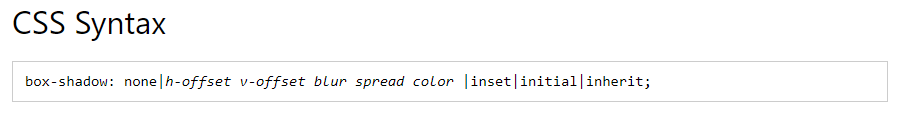 CSS Syntax
box-shadow: none|h-offset v-offset blur spread color |inset|initial|inherit;